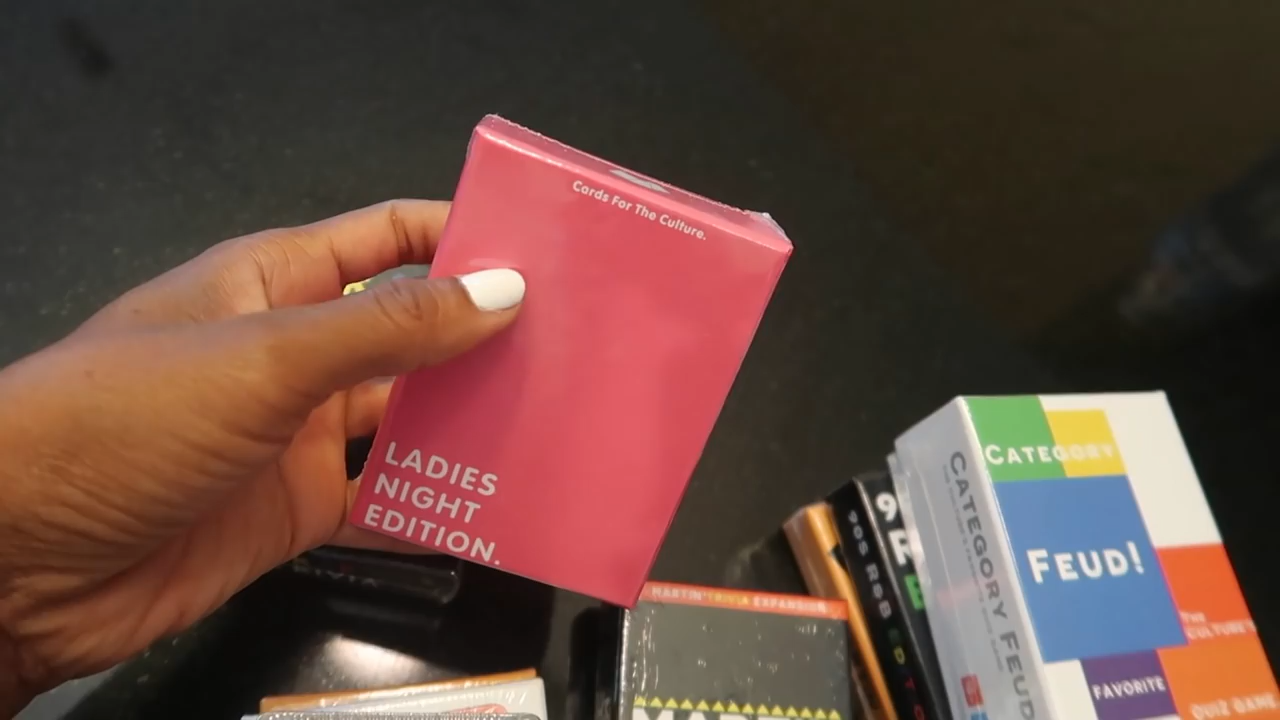 Cards For The Culture.
LADIES
NIGHT
EDITION.
CATEGORY
FEUD!
THE
CULTURE'S
FAVORITE
QUIZ GAME
CATEGORY FEUD
90S R&B
MARTIN TRIVIA EXPANSION